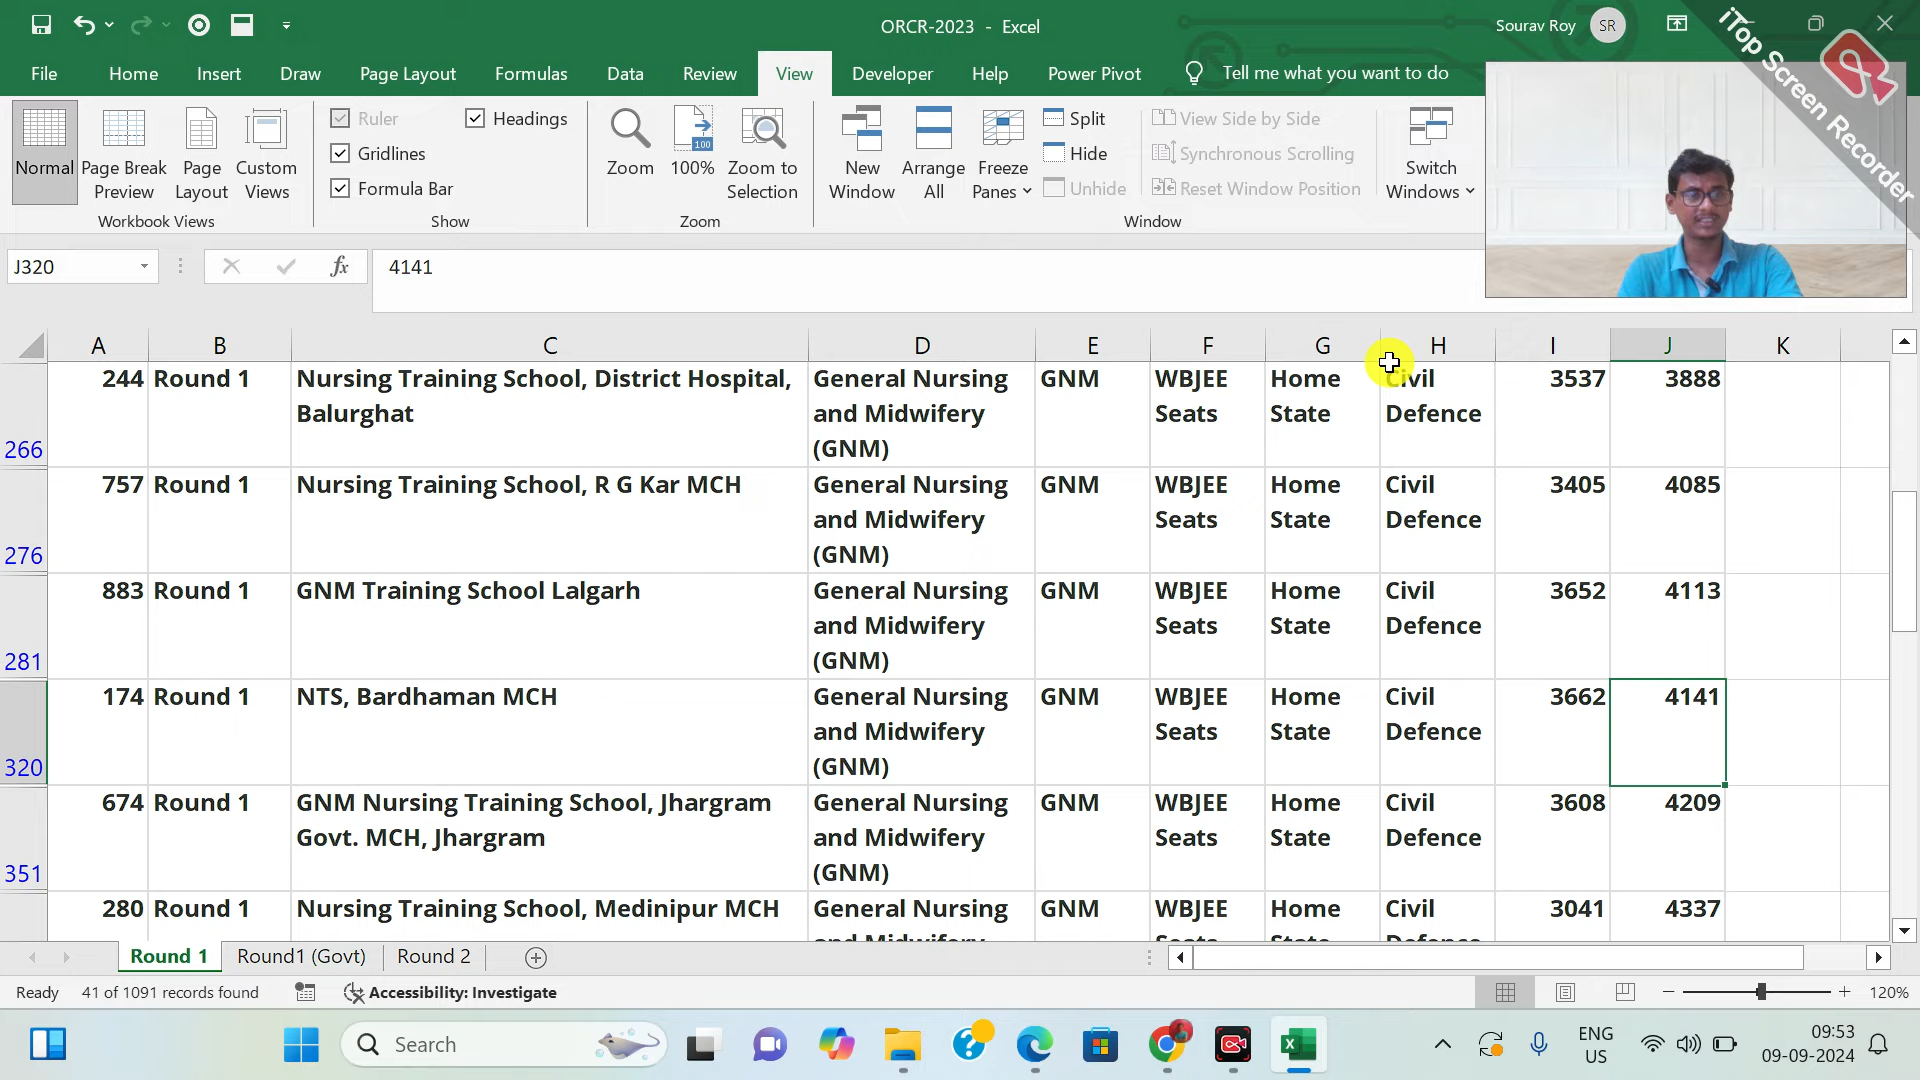 ORCR-2023 - Excel
Sourav Roy SR
iTop Screen Recorder
File Home Insert Draw Page Layout Formulas Data Review View Developer Help Power Pivot Tell me what you want to do
Normal
Page Break Preview
Page Layout
Custom Views
Workbook Views
Ruler
Headings
Gridlines
Formula Bar
Show
Zoom
100
100%
Zoom to Selection
Zoom
New Window
Arrange All
Freeze Panes
Split
Hide
Unhide
View Side by Side
Synchronous Scrolling
Reset Window Position
Switch Windows
Window
J320 fx 4141
A B C D E F G H I J K
244 Round 1 Nursing Training School, District Hospital, General Nursing GNM WBJEE Home Civil 3537 3888
Balurghat and Midwifery Seats State Defence
266 (GNM)
757 Round 1 Nursing Training School, R G Kar MCH General Nursing GNM WBJEE Home Civil 3405 4085
and Midwifery Seats State Defence
276 (GNM)
883 Round 1 GNM Training School Lalgarh General Nursing GNM WBJEE Home Civil 3652 4113
and Midwifery Seats State Defence
281 (GNM)
174 Round 1 NTS, Bardhaman MCH General Nursing GNM WBJEE Home Civil 3662 4141
and Midwifery Seats State Defence
320 (GNM)
674 Round 1 GNM Nursing Training School, Jhargram General Nursing GNM WBJEE Home Civil 3608 4209
Govt. MCH, Jhargram and Midwifery Seats State Defence
351 (GNM)
280 Round 1 Nursing Training School, Medinipur MCH General Nursing GNM WBJEE Home Civil 3041 4337
and Midwifery Seats State Defence
Round 1 Round1 (Govt) Round 2
Ready 41 of 1091 records found Accessibility: Investigate 120%
Search
ENG
US
09:53
09-09-2024